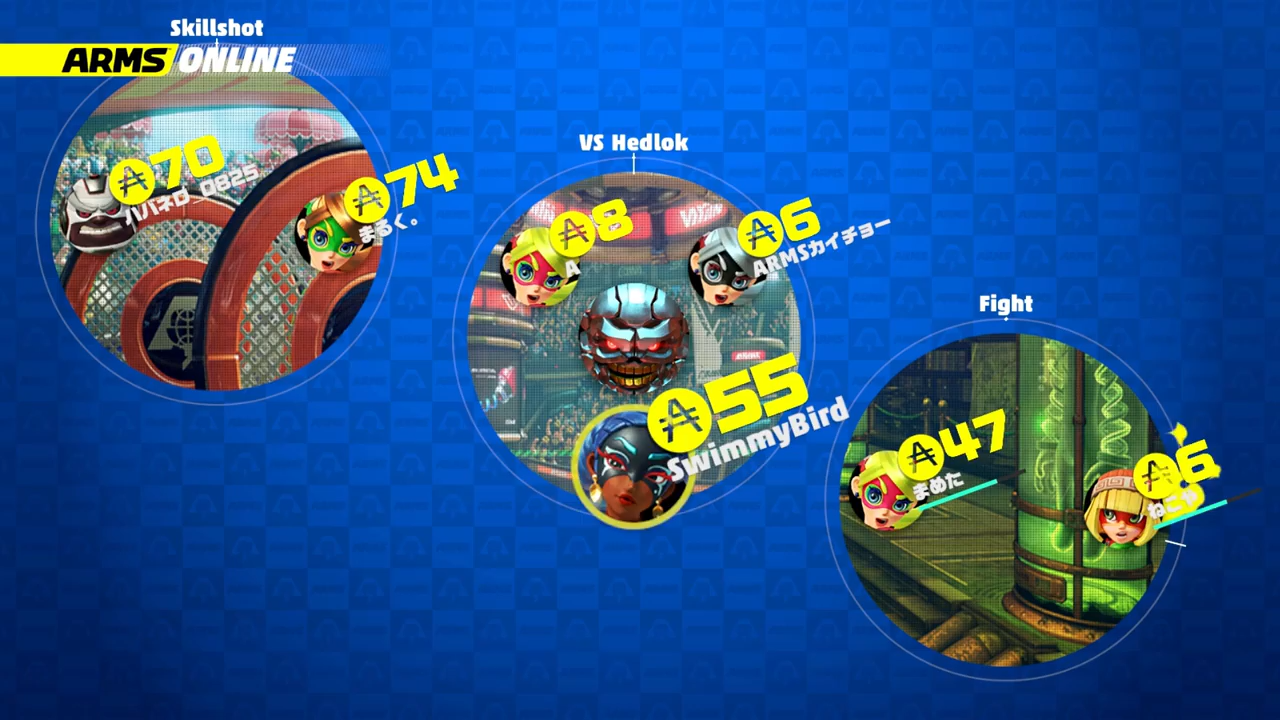 Skillshot
ARMS ONLINE
70
ハバネロ_0825
74
まるく。
VS Hedlok
8
A
6
ARMSカイチョー
55
SwimmyBird
Fight
47
まめた
6
ねこや